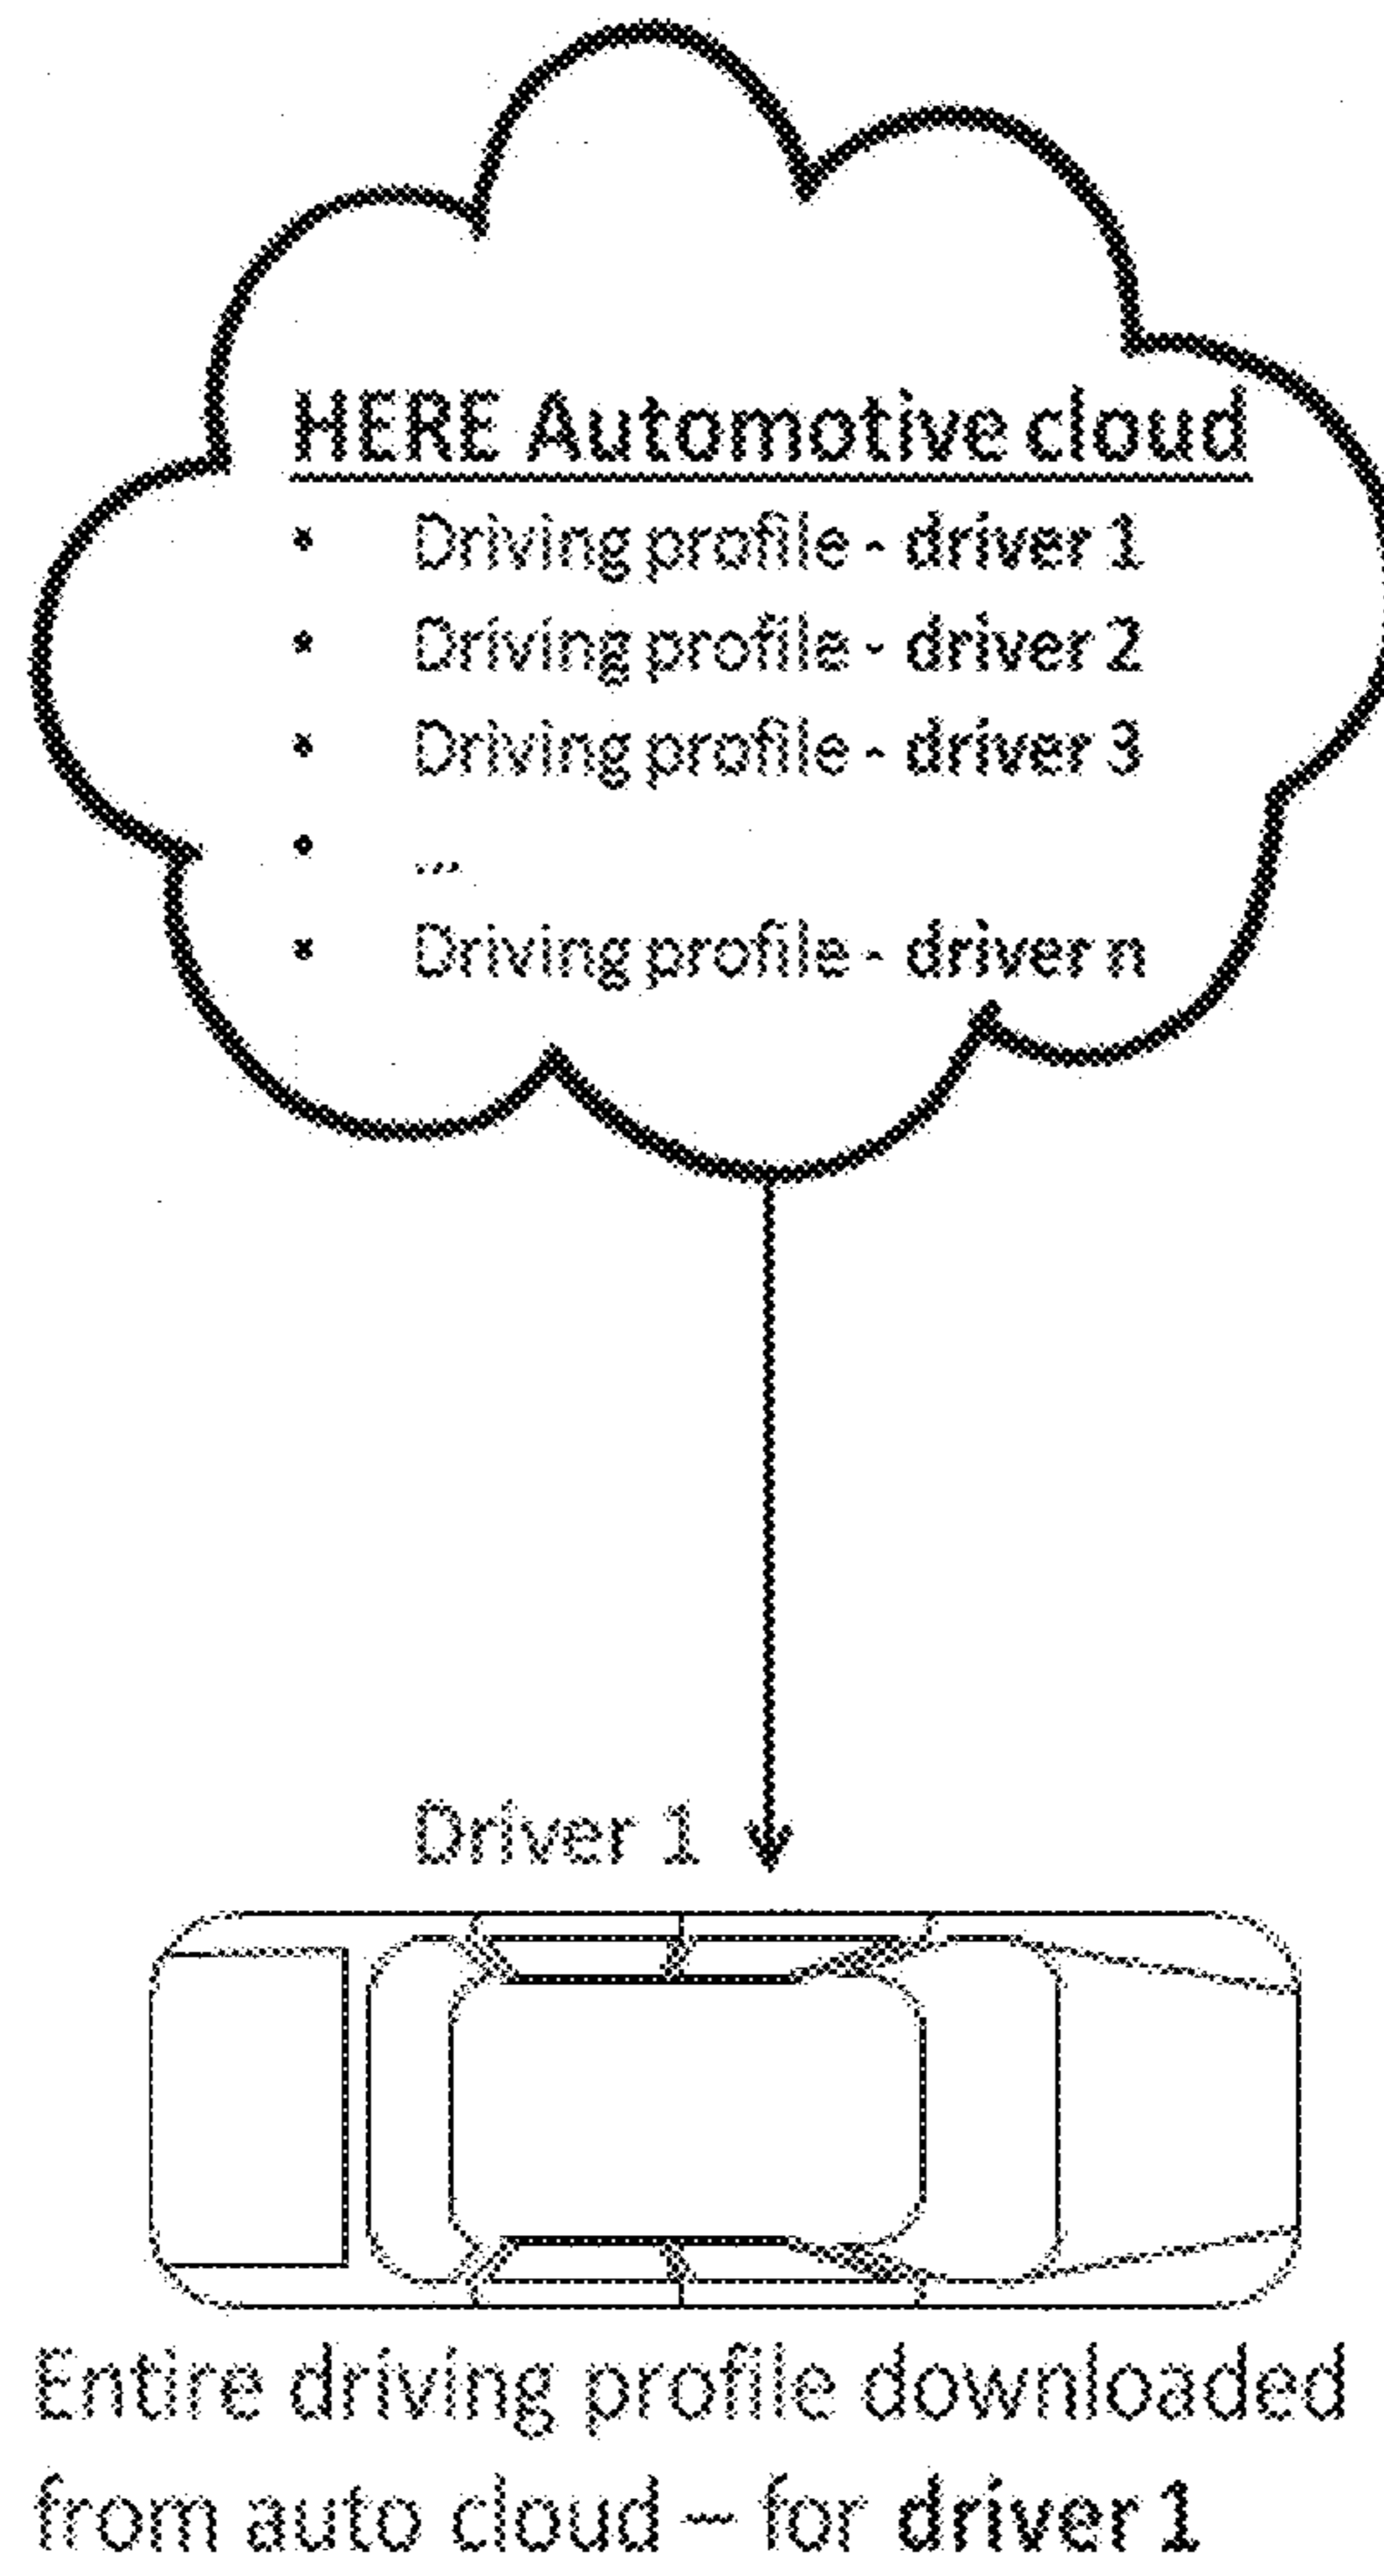 HERE Automotive cloud
• Driving profile - driver 1
• Driving profile - driver 2
• Driving profile - driver 3
• ...
• Driving profile - driver n
Driver 1
Entire driving profile downloaded
from auto cloud – for driver 1